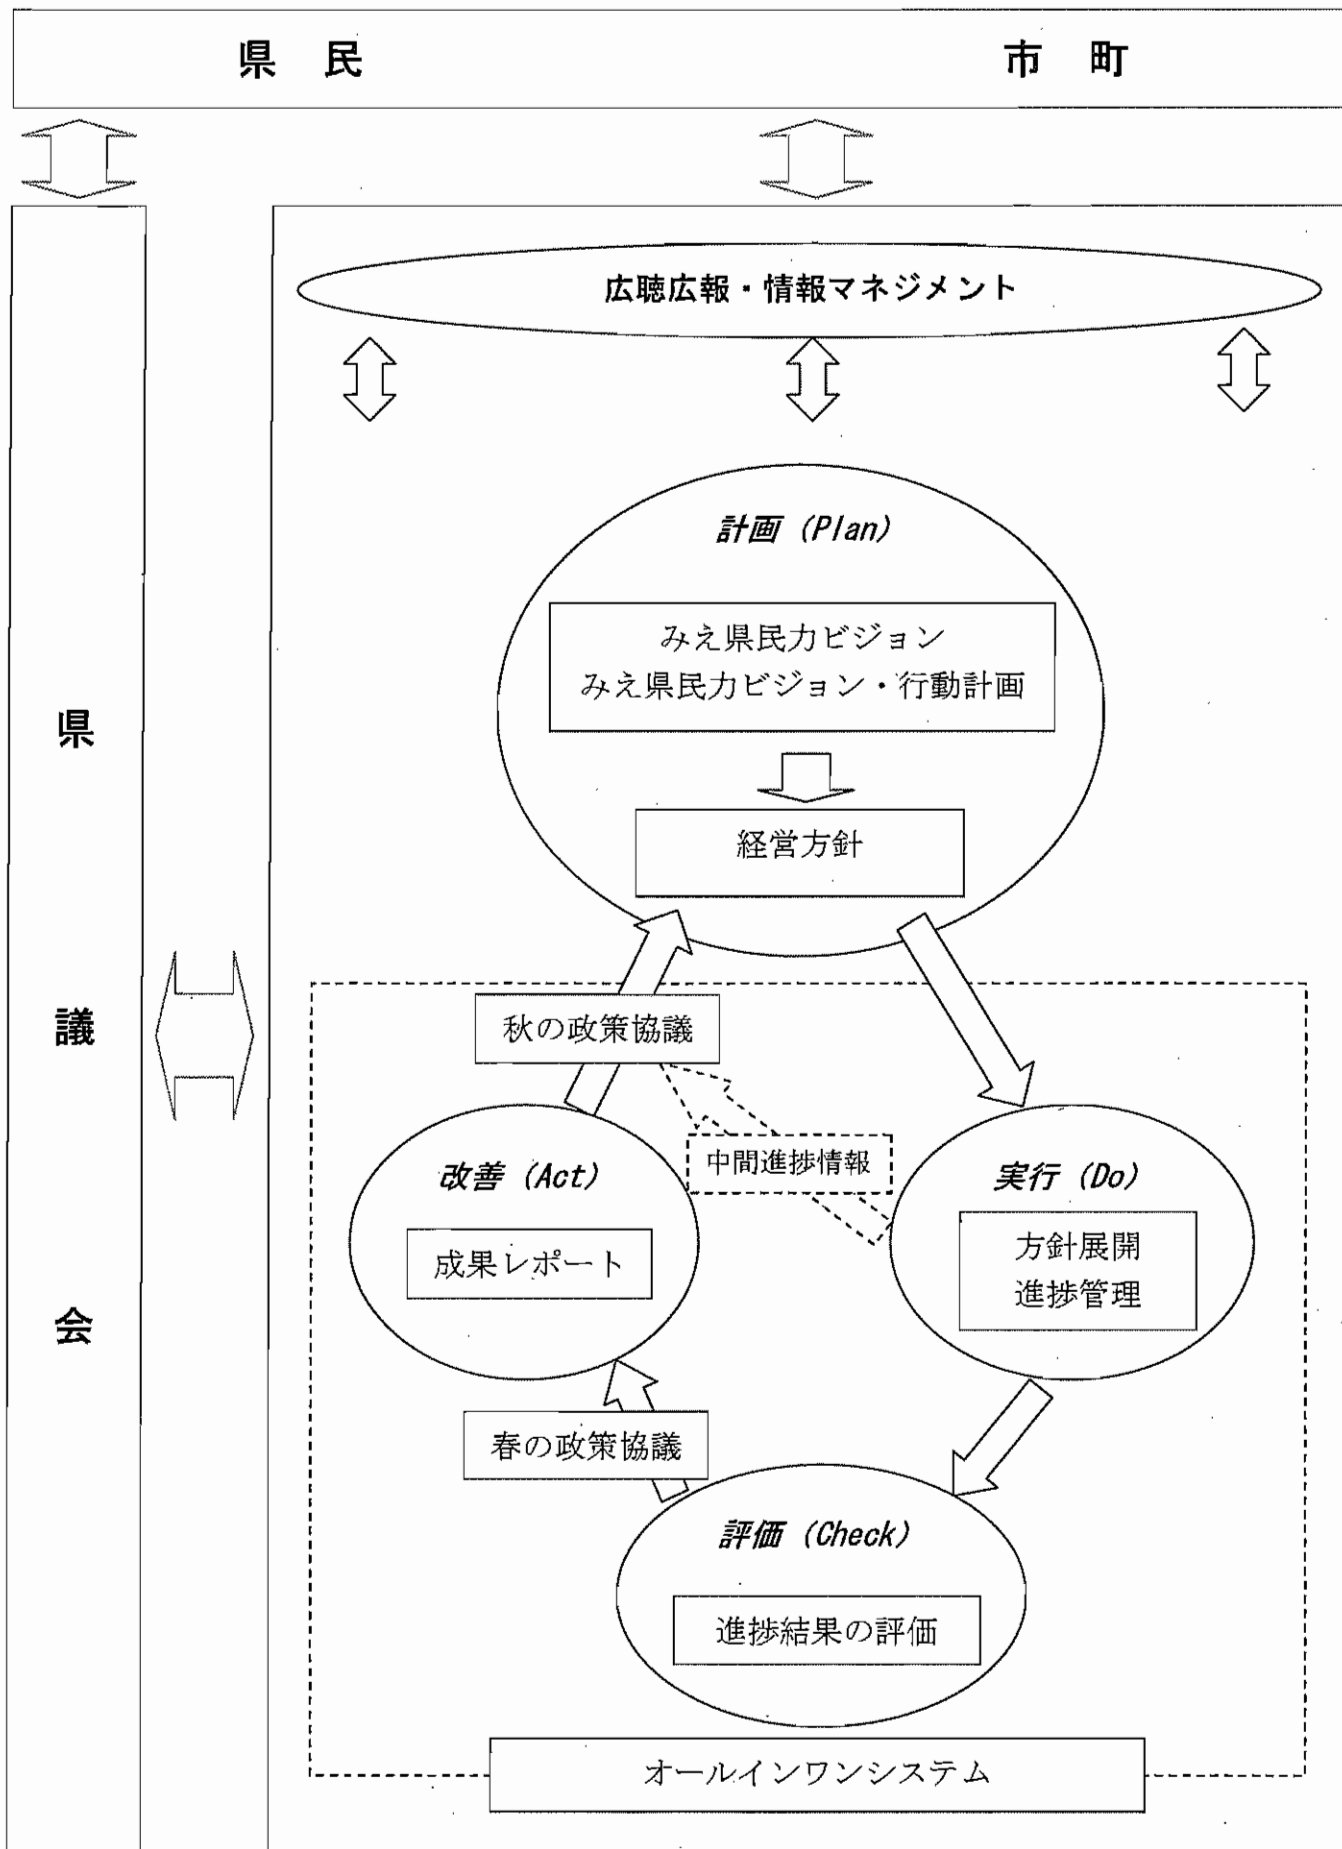 県民
市町
広聴広報・情報マネジメント
計画 (Plan)
みえ県民力ビジョン
みえ県民力ビジョン・行動計画
経営方針
県議会
秋の政策協議
中間進捗情報
改善 (Act)
成果レポート
実行 (Do)
方針展開
進捗管理
春の政策協議
評価 (Check)
進捗結果の評価
オールインワンシステム